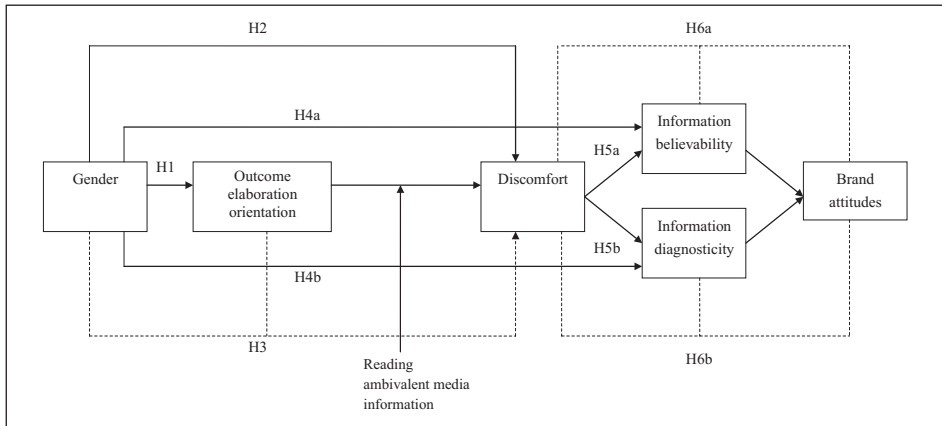 H2
H6a
H4a
Information
believability
H1
H5a
Gender
Outcome
elaboration
orientation
Discomfort
Brand
attitudes
Information
diagnosticity
H5b
H4b
H3
H6b
Reading
ambivalent media
information